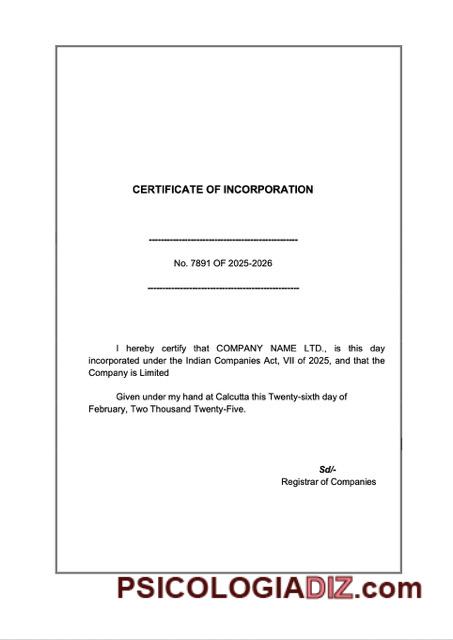 CERTIFICATE OF INCORPORATION
--------------------------------------------------
No. 7891 OF 2025-2026
--------------------------------------------------
I hereby certify that COMPANY NAME LTD., is this day
incorporated under the Indian Companies Act, VII of 2025, and that the
Company is Limited
Given under my hand at Calcutta this Twenty-sixth day of
February, Two Thousand Twenty-Five.
Sd/-
Registrar of Companies
PSICOLOGIADIZ.com